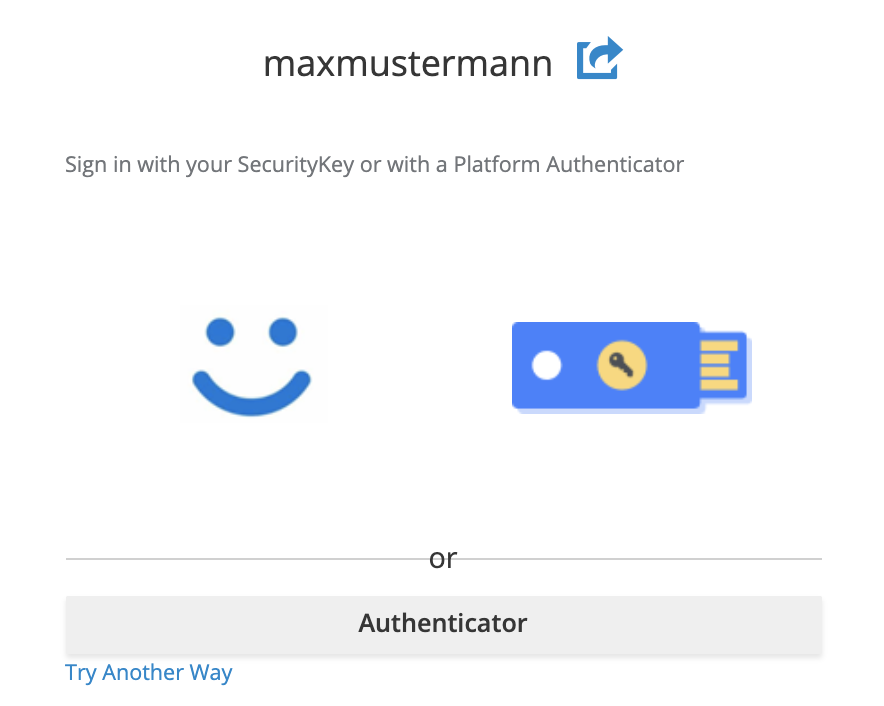 maxmustermann
Sign in with your SecurityKey or with a Platform Authenticator
or
Authenticator
Try Another Way